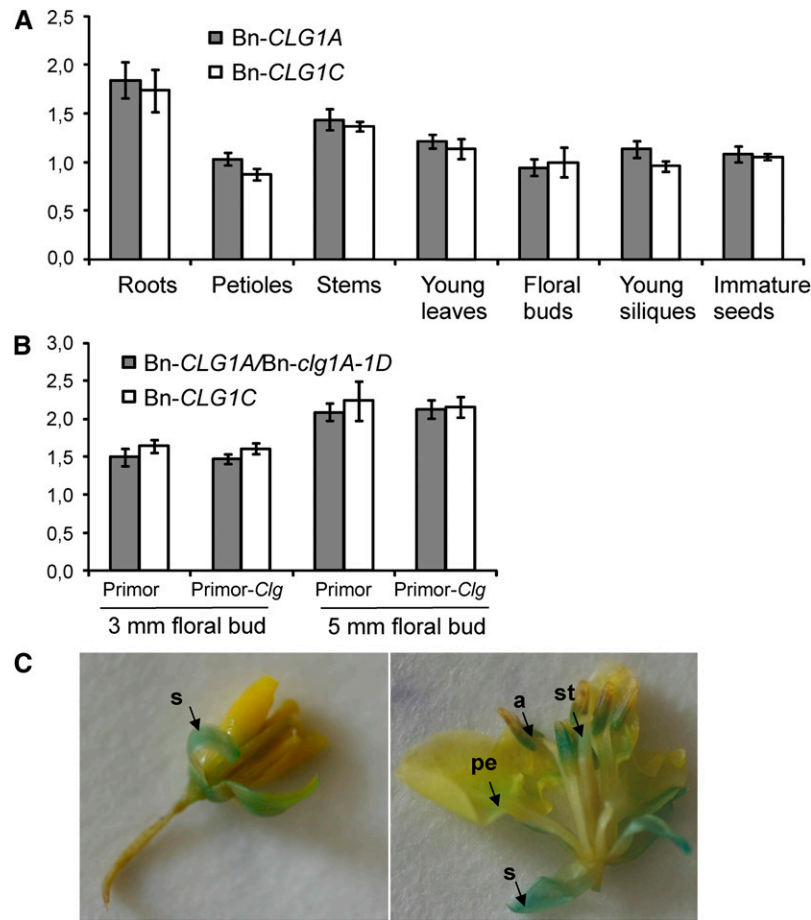 A
2,5
2,0
1,5
1,0
0,5
0,0
Bn-CLG1A
Bn-CLG1C
Roots Petioles Stems Young leaves Floral buds Young siliques Immature seeds
B
3,0
2,5
2,0
1,5
1,0
0,5
0,0
Bn-CLG1A/Bn-clg1A-1D
Bn-CLG1C
Primor Primor-Clg Primor Primor-Clg
3 mm floral bud 5 mm floral bud
C
s
a st
pe
s